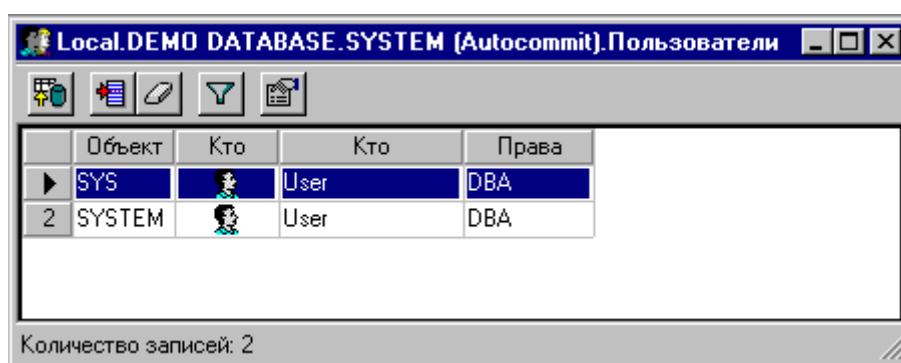 Local.DEMO DATABASE.SYSTEM (Autocommit).Пользователи
Объект Кто Кто Права
SYS User DBA
2 SYSTEM User DBA
Количество записей: 2